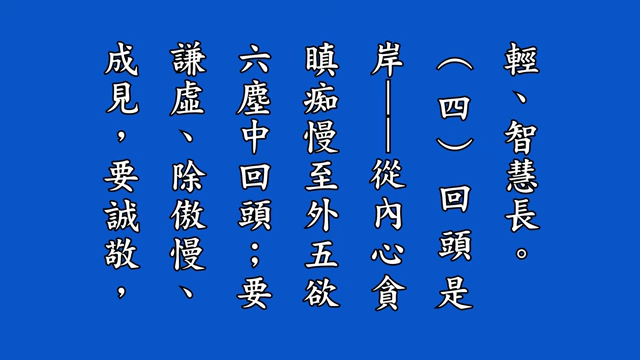 輕、智慧長。
（四）回頭是
岸——從內心貪
瞋痴慢至外五欲
六塵中回頭；要
謙虛、除傲慢、
成見，要誠敬，